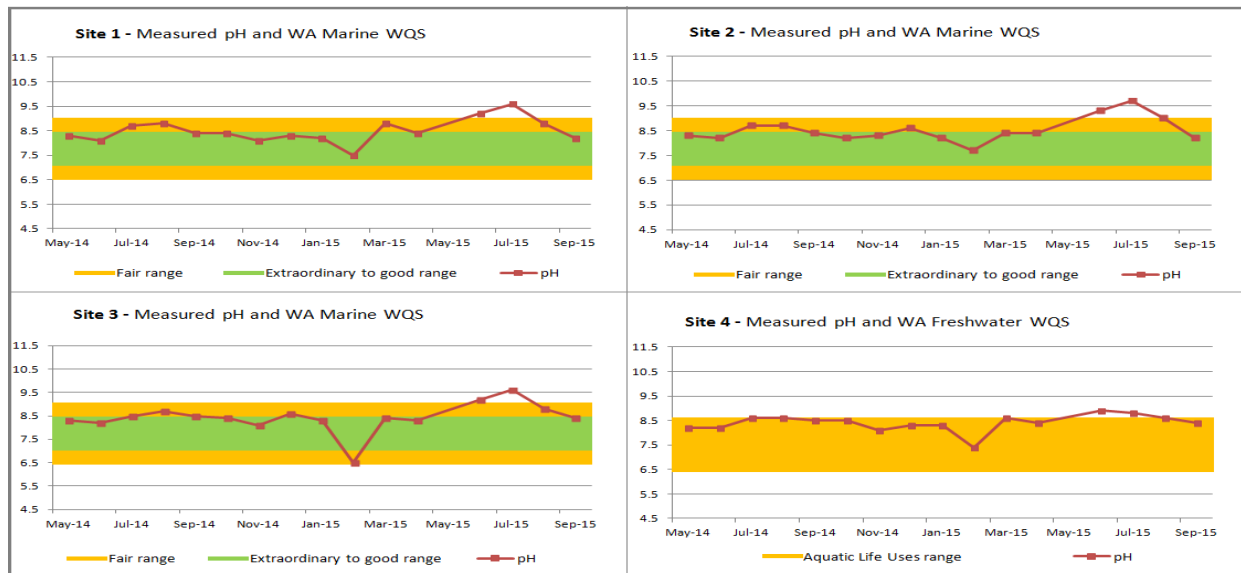 Site 1 - Measured pH and WA Marine WQS
11.5
10.5
9.5
8.5
7.5
6.5
5.5
4.5
May-14 Jul-14 Sep-14 Nov-14 Jan-15 Mar-15 May-15 Jul-15 Sep-15
Fair range Extraordinary to good range pH
Site 2 - Measured pH and WA Marine WQS
11.5
10.5
9.5
8.5
7.5
6.5
5.5
4.5
May-14 Jul-14 Sep-14 Nov-14 Jan-15 Mar-15 May-15 Jul-15 Sep-15
Fair range Extraordinary to good range pH
Site 3 - Measured pH and WA Marine WQS
11.5
10.5
9.5
8.5
7.5
6.5
5.5
4.5
May-14 Jul-14 Sep-14 Nov-14 Jan-15 Mar-15 May-15 Jul-15 Sep-15
Fair range Extraordinary to good range pH
Site 4 - Measured pH and WA Freshwater WQS
11.5
10.5
9.5
8.5
7.5
6.5
5.5
4.5
May-14 Jul-14 Sep-14 Nov-14 Jan-15 Mar-15 May-15 Jul-15 Sep-15
Aquatic Life Uses range pH